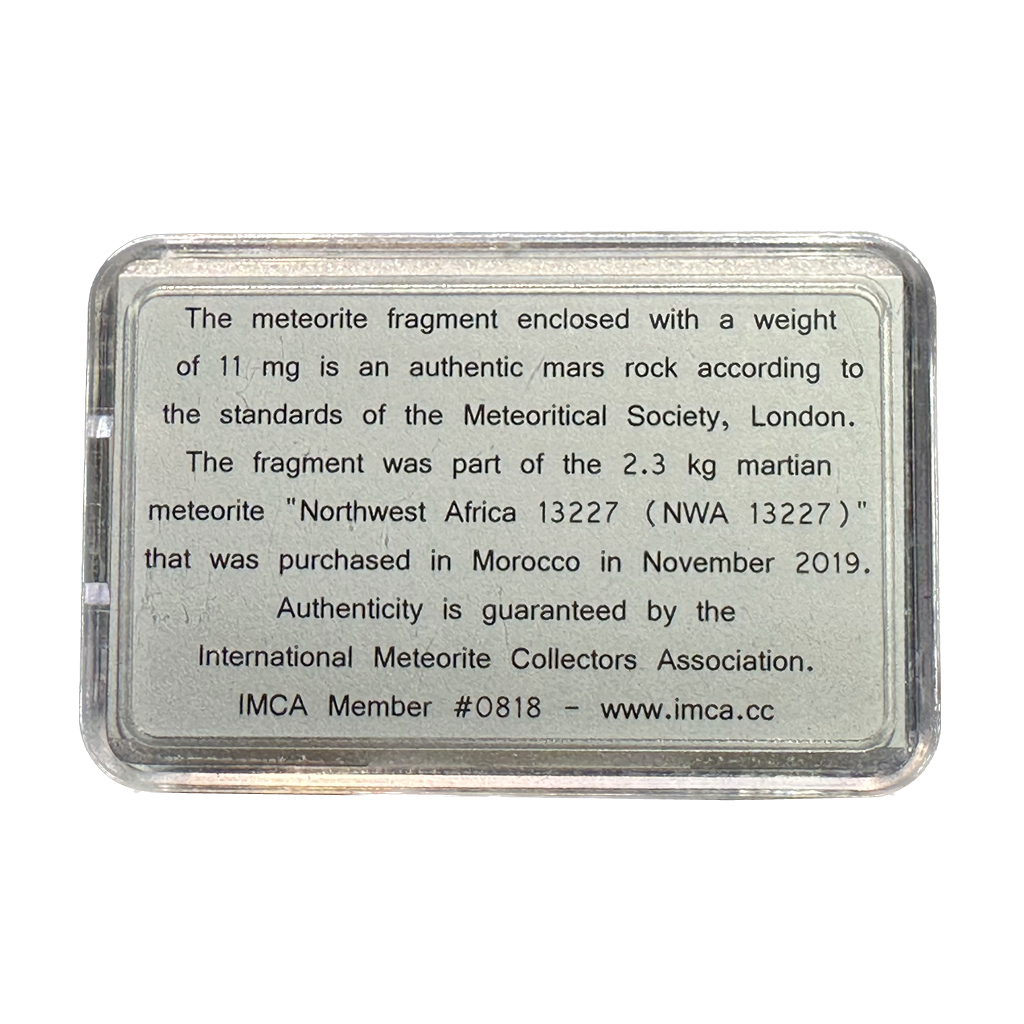 The meteorite fragment enclosed with a weight
of 11 mg is an authentic mars rock according to
the standards of the Meteoritical Society, London.
The fragment was part of the 2.3 kg martian
meteorite "Northwest Africa 13227 (NWA 13227)"
that was purchased in Morocco in November 2019.
Authenticity is guaranteed by the
International Meteorite Collectors Association.
IMCA Member #0818 - www.imca.cc